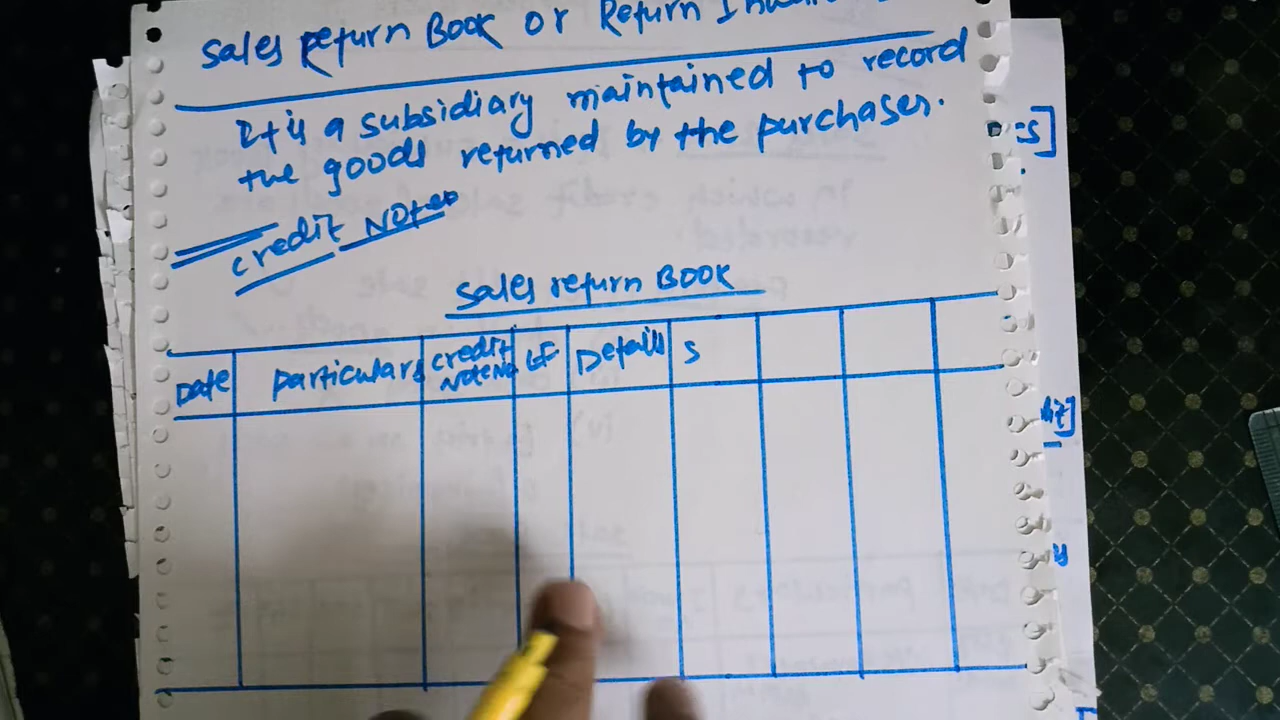 Sales return Book or Return
It is a subsidiary maintained to record
the goods returned by the purchaser.
credit Notes
Sales return Book
Date particulars credit Note No LF Details S